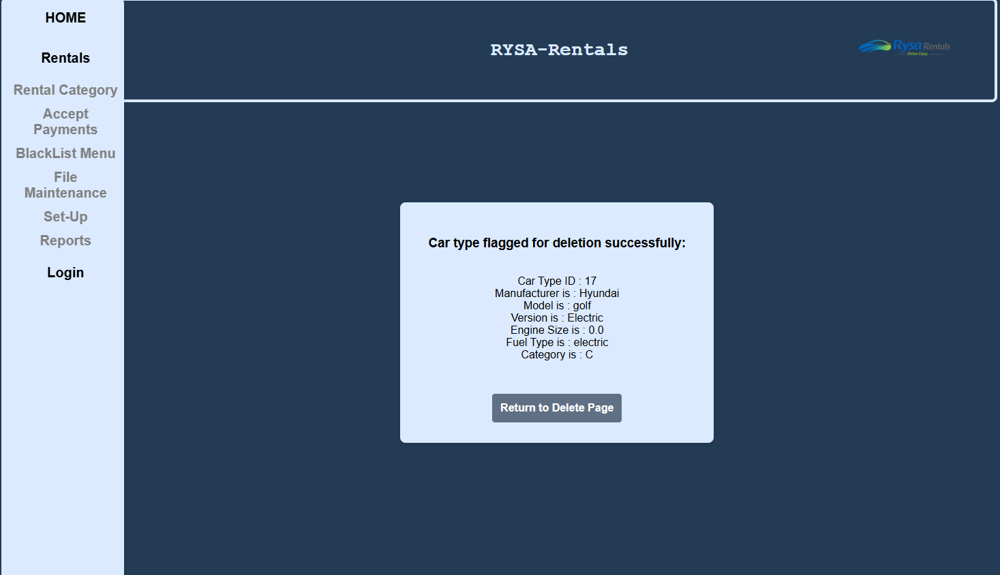 HOME
Rentals
Rental Category
Accept
Payments
BlackList Menu
File
Maintenance
Set-Up
Reports
Login
RYSA-Rentals
Rysa Rentals
Drive Easy.
Car type flagged for deletion successfully:
Car Type ID : 17
Manufacturer is : Hyundai
Model is : golf
Version is : Electric
Engine Size is : 0.0
Fuel Type is : electric
Category is : C
Return to Delete Page